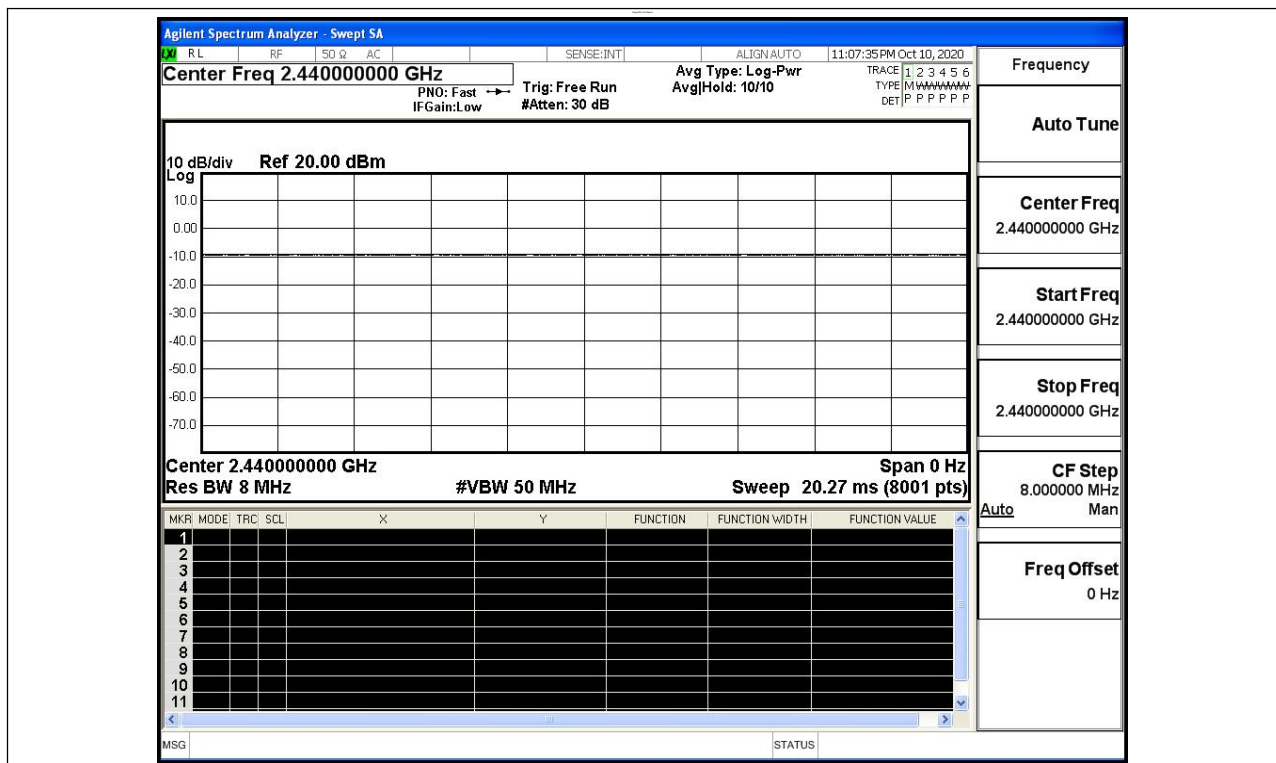 Agilent Spectrum Analyzer - Swept SA
LXI RL RF 50 Ω AC SENSE:INT ALIGN AUTO 11:07:35 PM Oct 10, 2020
Center Freq 2.440000000 GHz
PNO: Fast
IFGain:Low
Trig: Free Run
#Atten: 30 dB
Avg Type: Log-Pwr
Avg|Hold: 10/10
TRACE 1 2 3 4 5 6
TYPE M WWWWW
DET P P P P P P
10 dB/div Ref 20.00 dBm
Log
10.0
0.00
-10.0
-20.0
-30.0
-40.0
-50.0
-60.0
-70.0
Center 2.440000000 GHz Span 0 Hz
Res BW 8 MHz #VBW 50 MHz Sweep 20.27 ms (8001 pts)
MKR MODE TRC SCL X Y FUNCTION FUNCTION WIDTH FUNCTION VALUE
1
2
3
4
5
6
7
8
9
10
11
MSG STATUS
Frequency
Auto Tune
Center Freq
2.440000000 GHz
Start Freq
2.440000000 GHz
Stop Freq
2.440000000 GHz
CF Step
8.000000 MHz
Auto Man
Freq Offset
0 Hz